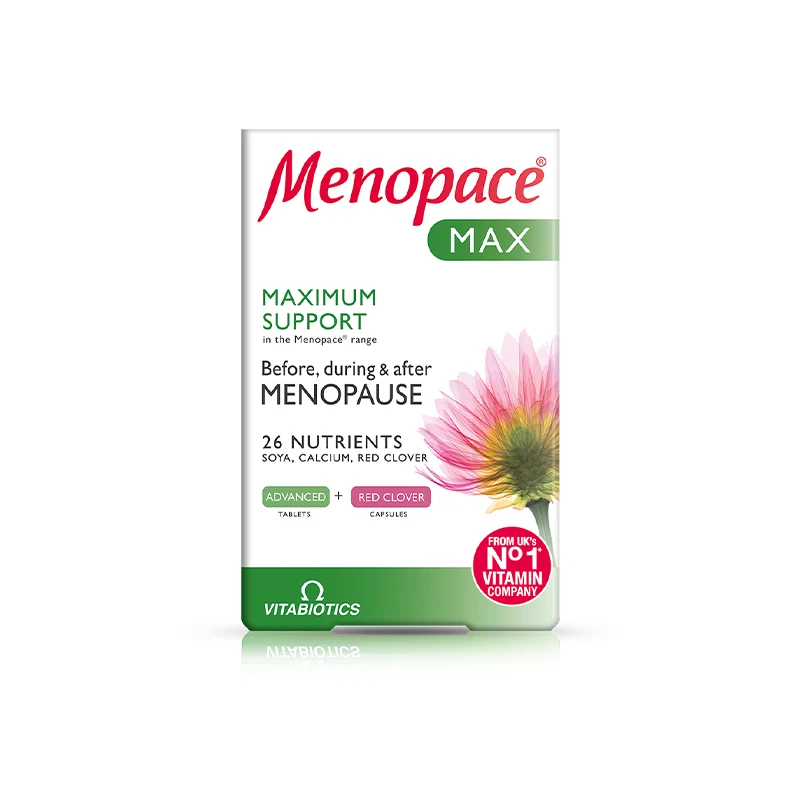 Menopace®
MAX
MAXIMUM
SUPPORT
in the Menopace® range
Before, during & after
MENOPAUSE
26 NUTRIENTS
SOYA, CALCIUM, RED CLOVER
ADVANCED + RED CLOVER
TABLETS CAPSULES
FROM UK's
Nº1*
VITAMIN
COMPANY
VITABIOTICS